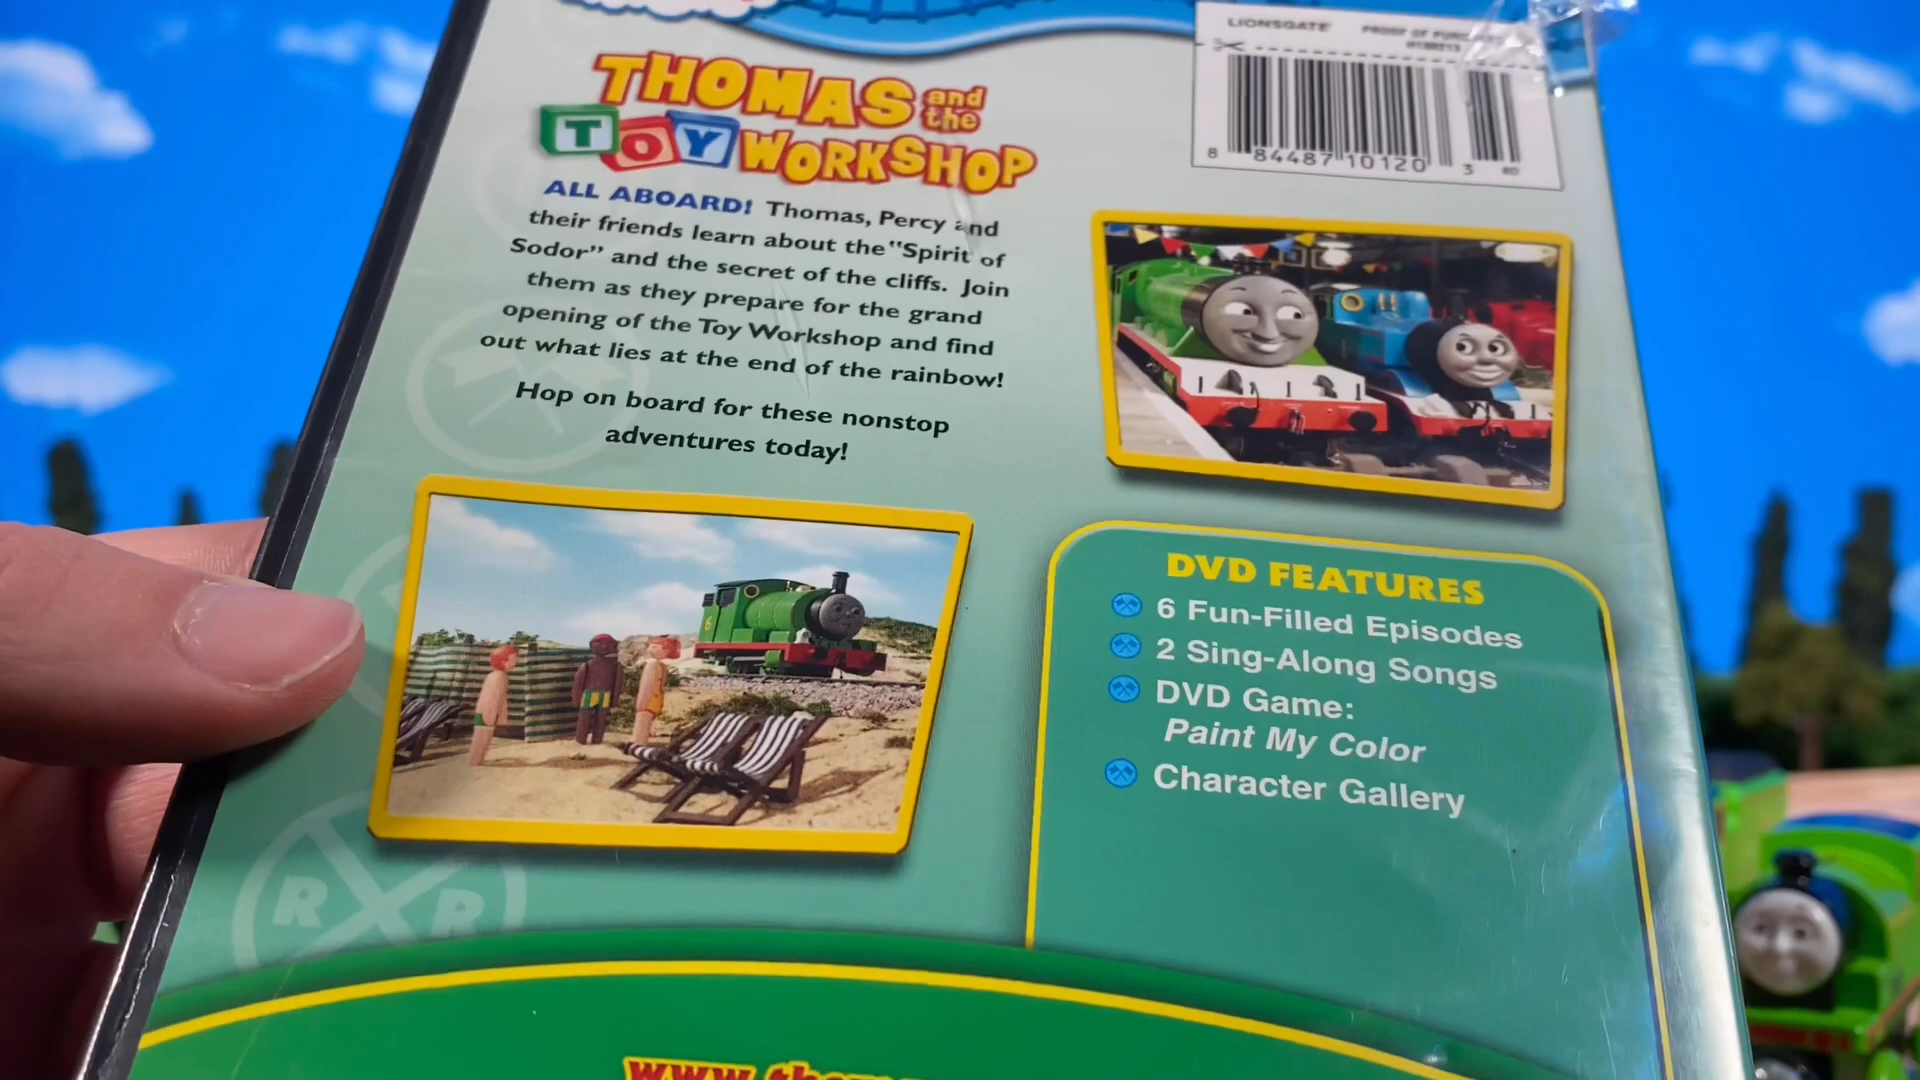 THOMAS and the
TOY WORKSHOP
ALL ABOARD! Thomas, Percy and
their friends learn about the "Spirit of
Sodor" and the secret of the cliffs. Join
them as they prepare for the grand
opening of the Toy Workshop and find
out what lies at the end of the rainbow!
Hop on board for these nonstop
adventures today!
LIONSGATE
PROOF OF
8 84487 10120 3
6
DVD FEATURES
6 Fun-Filled Episodes
2 Sing-Along Songs
DVD Game:
Paint My Color
Character Gallery
R R